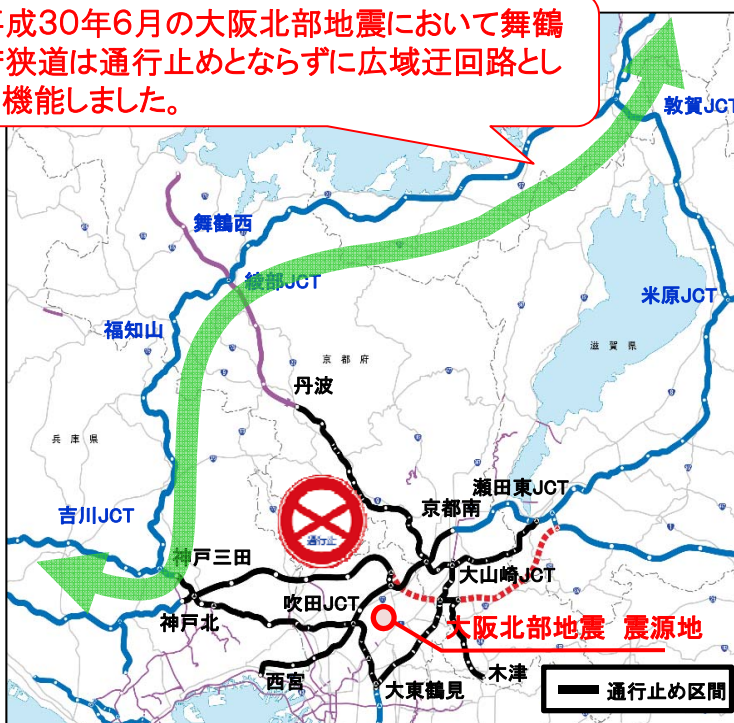 成30年6月の大阪北部地震において舞鶴
狭道は通行止めとならずに広域迂回路とし
機能しました。
敦賀JCT
舞鶴西
綾部JCT
米原JCT
福知山
京都府
滋賀県
丹波
兵庫県
瀬田東JCT
吉川JCT
京都南
通行止
神戸三田
大山崎JCT
吹田JCT
神戸北
大阪北部地震 震源地
西宮
木津
大東鶴見
通行止め区間